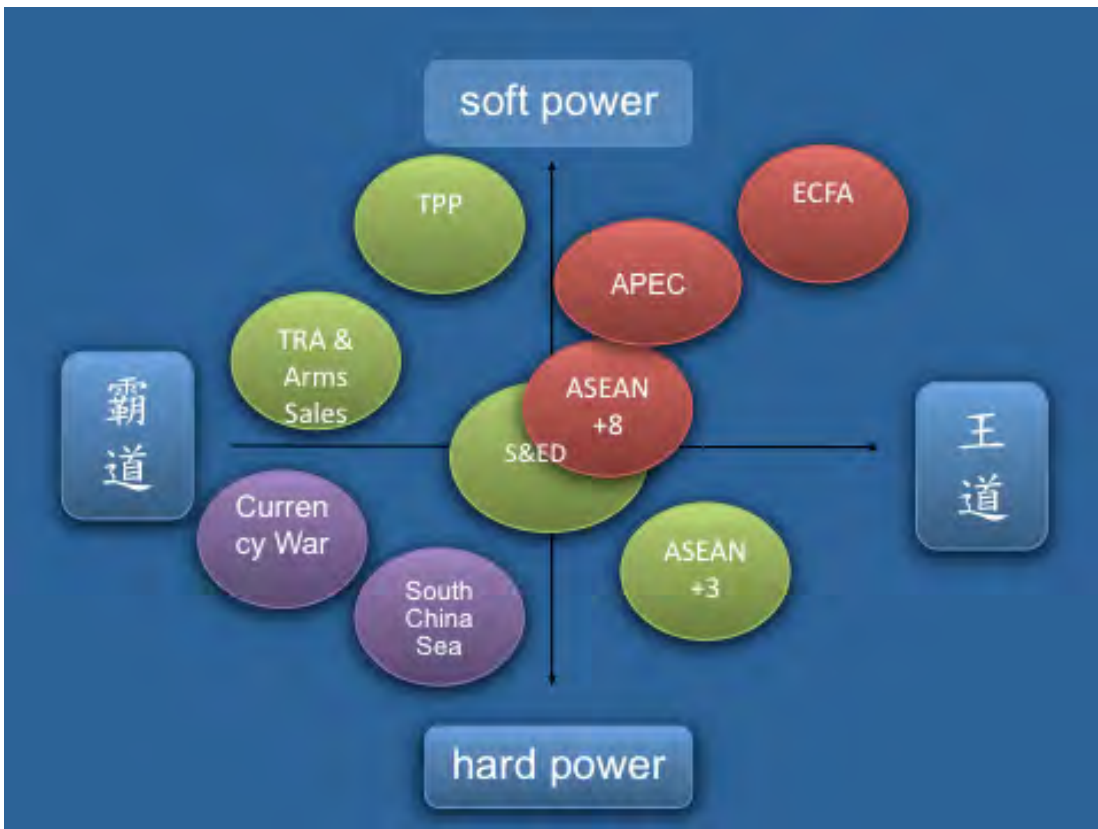 soft power
TPP
ECFA
APEC
TRA &
Arms
Sales
霸
道
ASEAN
+8
S&ED
王
道
Curren
cy War
ASEAN
+3
South
China
Sea
hard power